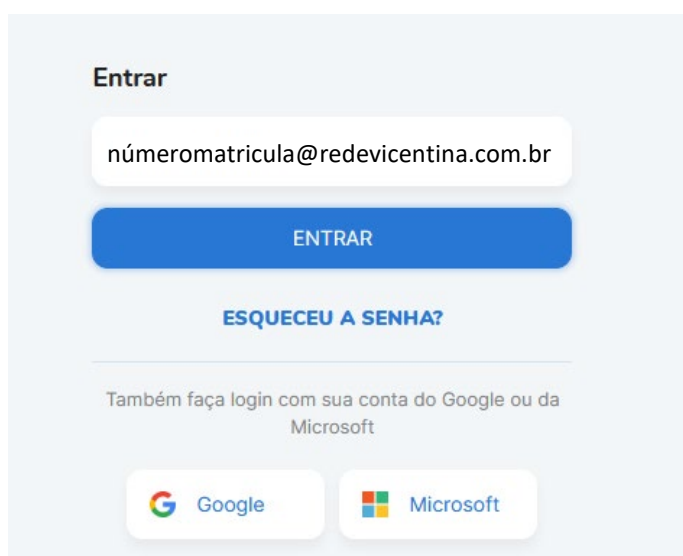 Entrar
númeromatricula@redevicentina.com.br
ENTRAR
ESQUECEU A SENHA?
Também faça login com sua conta do Google ou da
Microsoft
Google
Microsoft